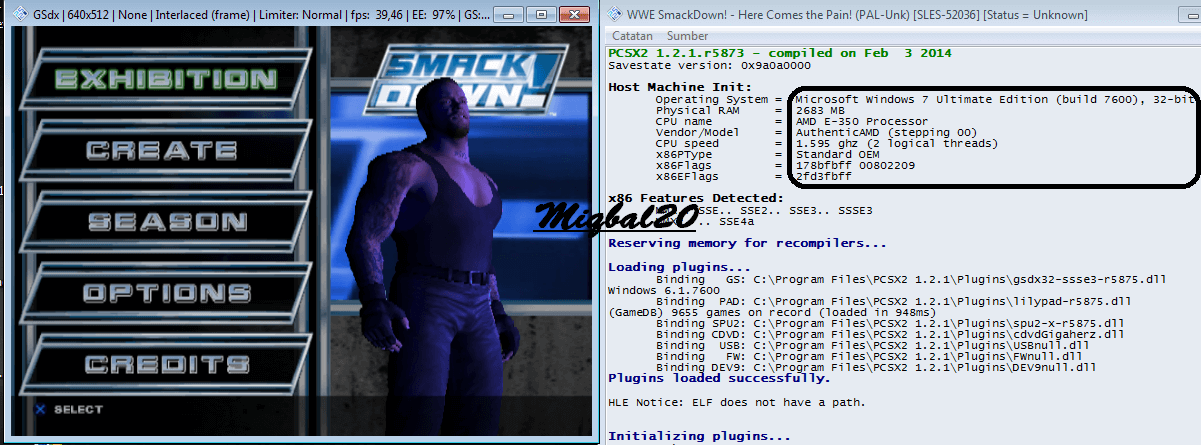 GSdx | 640x512 | None | Interlaced (frame) | Limiter: Normal | fps: 39,46 | EE: 97% | GS:...
EXHIBITION
CREATE
SEASON
OPTIONS
CREDITS
SELECT
SMACK
DOWN!
TM
Miqbal20
WWE SmackDown! - Here Comes the Pain! (PAL-Unk) [SLES-52036] [Status = Unknown]
Catatan Sumber
PCSX2 1.2.1.r5873 - compiled on Feb 3 2014
Savestate version: 0x9a0a0000
Host Machine Init:
Operating System = Microsoft Windows 7 Ultimate Edition (build 7600), 32-bit
Physical RAM = 2683 MB
CPU name = AMD E-350 Processor
Vendor/Model = AuthenticAMD (stepping 00)
CPU speed = 1.595 ghz (2 logical threads)
x86PType = Standard OEM
x86Flags = 178bfbff 00802209
x86EFlags = 2fd3fbff
x86 Features Detected:
SSE.. SSE2.. SSE3.. SSSE3
.. SSE4a
Reserving memory for recompilers...
Loading plugins...
Binding GS: C:\Program Files\PCSX2 1.2.1\Plugins\gsdx32-ssse3-r5875.dll
Windows 6.1.7600
Binding PAD: C:\Program Files\PCSX2 1.2.1\Plugins\lilypad-r5875.dll
(GameDB) 9655 games on record (loaded in 948ms)
Binding SPU2: C:\Program Files\PCSX2 1.2.1\Plugins\spu2-x-r5875.dll
Binding CDVD: C:\Program Files\PCSX2 1.2.1\Plugins\cdvdGigaherz.dll
Binding USB: C:\Program Files\PCSX2 1.2.1\Plugins\USBnull.dll
Binding FW: C:\Program Files\PCSX2 1.2.1\Plugins\FWnull.dll
Binding DEV9: C:\Program Files\PCSX2 1.2.1\Plugins\DEV9null.dll
Plugins loaded successfully.
HLE Notice: ELF does not have a path.
Initializing plugins...